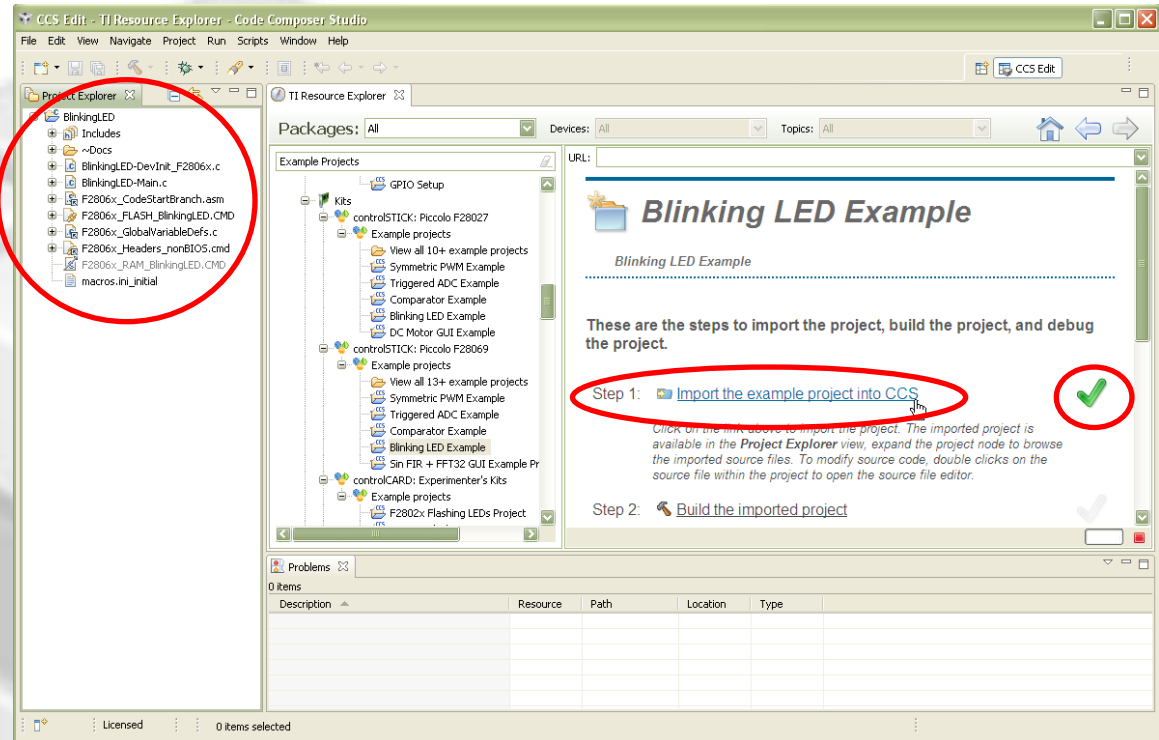 CCS Edit - TI Resource Explorer - Code Composer Studio
File Edit View Navigate Project Run Scripts Window Help
CCS Edit
Project Explorer
BlinkingLED
Includes
~Docs
BlinkingLED-DevInit_F2806x.c
BlinkingLED-Main.c
F2806x_CodeStartBranch.asm
F2806x_FLASH_BlinkingLED.CMD
F2806x_GlobalVariableDefs.c
F2806x_Headers_nonBIOS.cmd
F2806x_RAM_BlinkingLED.CMD
macros.ini_initial
TI Resource Explorer
Packages: All Devices: All Topics: All
Example Projects
GPIO Setup
Kits
controlSTICK: Piccolo F28027
Example projects
View all 10+ example projects
Symmetric PWM Example
Triggered ADC Example
Comparator Example
Blinking LED Example
DC Motor GUI Example
controlSTICK: Piccolo F28069
Example projects
View all 13+ example projects
Symmetric PWM Example
Triggered ADC Example
Comparator Example
Blinking LED Example
Sin FIR + FFT32 GUI Example Pr
controlCARD: Experimenter's Kits
Example projects
F2802x Flashing LEDs Project
URL:
Blinking LED Example
Blinking LED Example
These are the steps to import the project, build the project, and debug
the project.
Step 1: Import the example project into CCS
Click on the link above to import the project. The imported project is
available in the Project Explorer view, expand the project node to browse
the imported source files. To modify source code, double clicks on the
source file within the project to open the source file editor.
Step 2: Build the imported project
Problems
0 items
Description Resource Path Location Type
Licensed 0 items selected